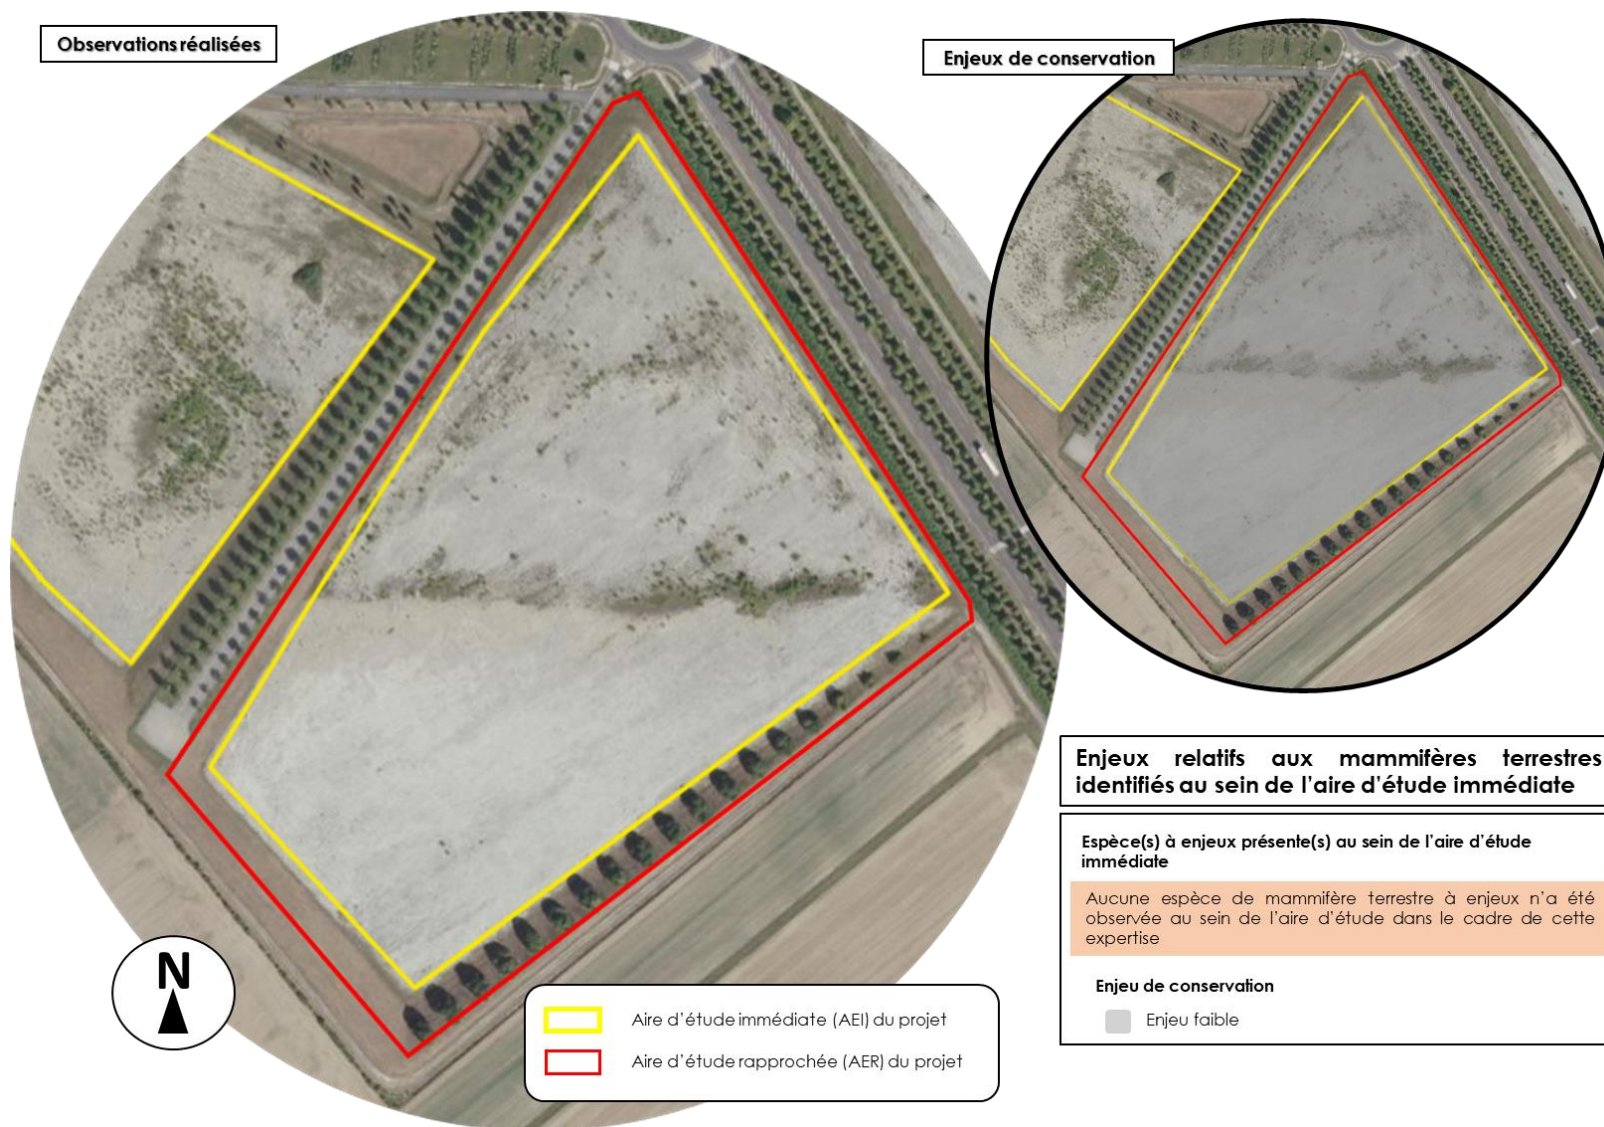 Observations réalisées
Enjeux de conservation
Enjeux relatifs aux mammifères terrestres
identifiés au sein de l'aire d'étude immédiate
Espèce(s) à enjeux présente(s) au sein de l'aire d'étude
immédiate
Aucune espèce de mammifère terrestre à enjeux n'a été
observée au sein de l'aire d'étude dans le cadre de cette
expertise
Enjeu de conservation
Enjeu faible
N
Aire d'étude immédiate (AEI) du projet
Aire d'étude rapprochée (AER) du projet